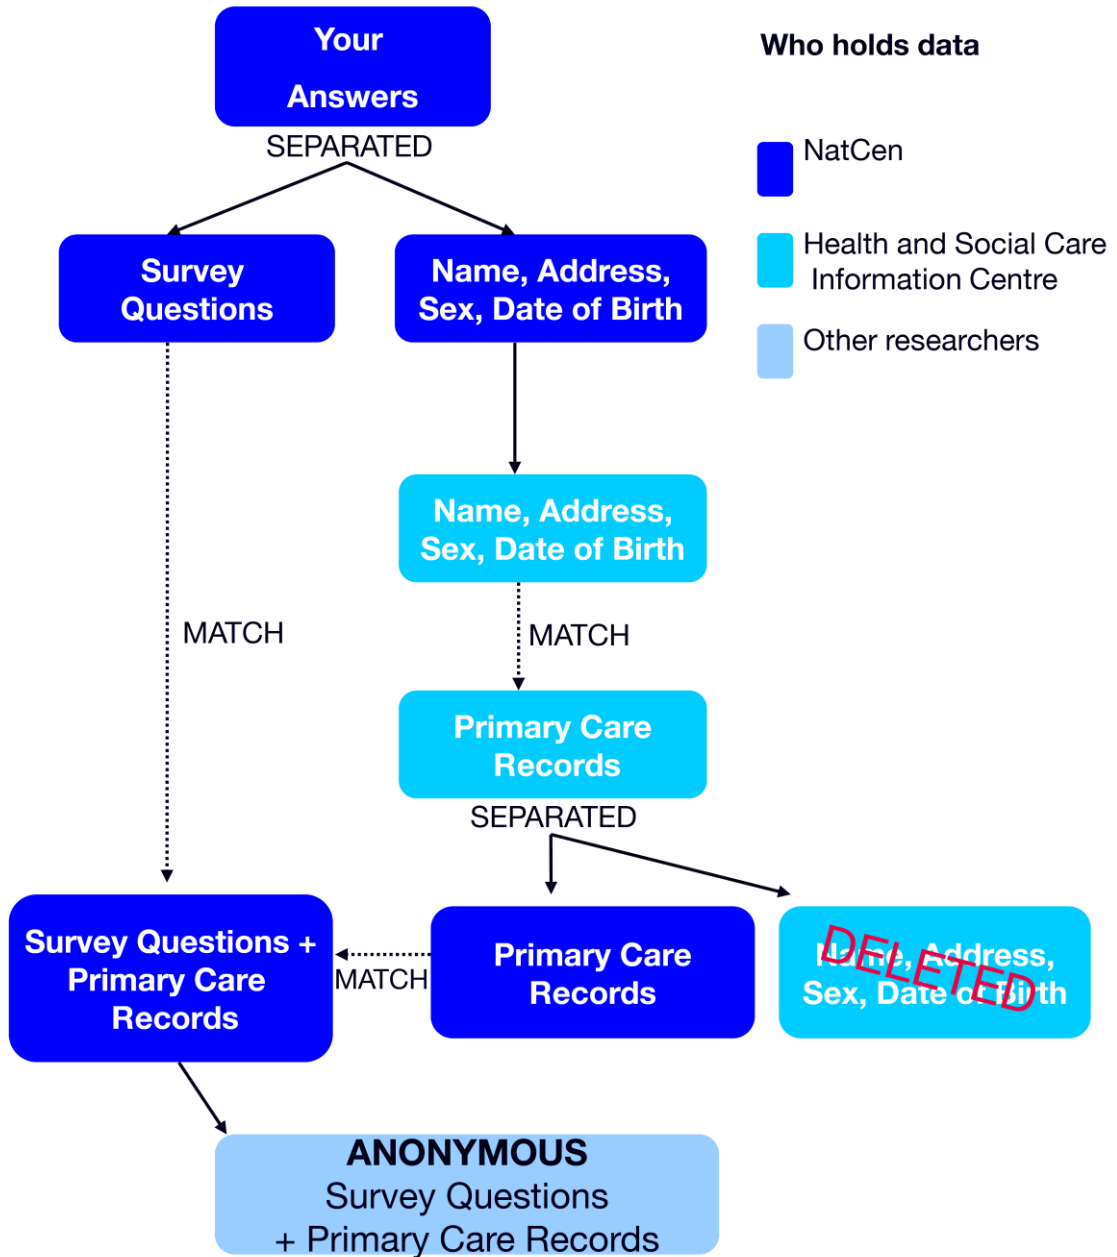 Your
Answers
Who holds data
SEPARATED
NatCen
Health and Social Care
Information Centre
Other researchers
Survey
Questions
Name, Address,
Sex, Date of Birth
Name, Address,
Sex, Date of Birth
MATCH
MATCH
Primary Care
Records
SEPARATED
Survey Questions +
Primary Care
Records
MATCH
Primary Care
Records
Name, Address,
Sex, Date of Birth
DELETED
ANONYMOUS
Survey Questions
+ Primary Care Records